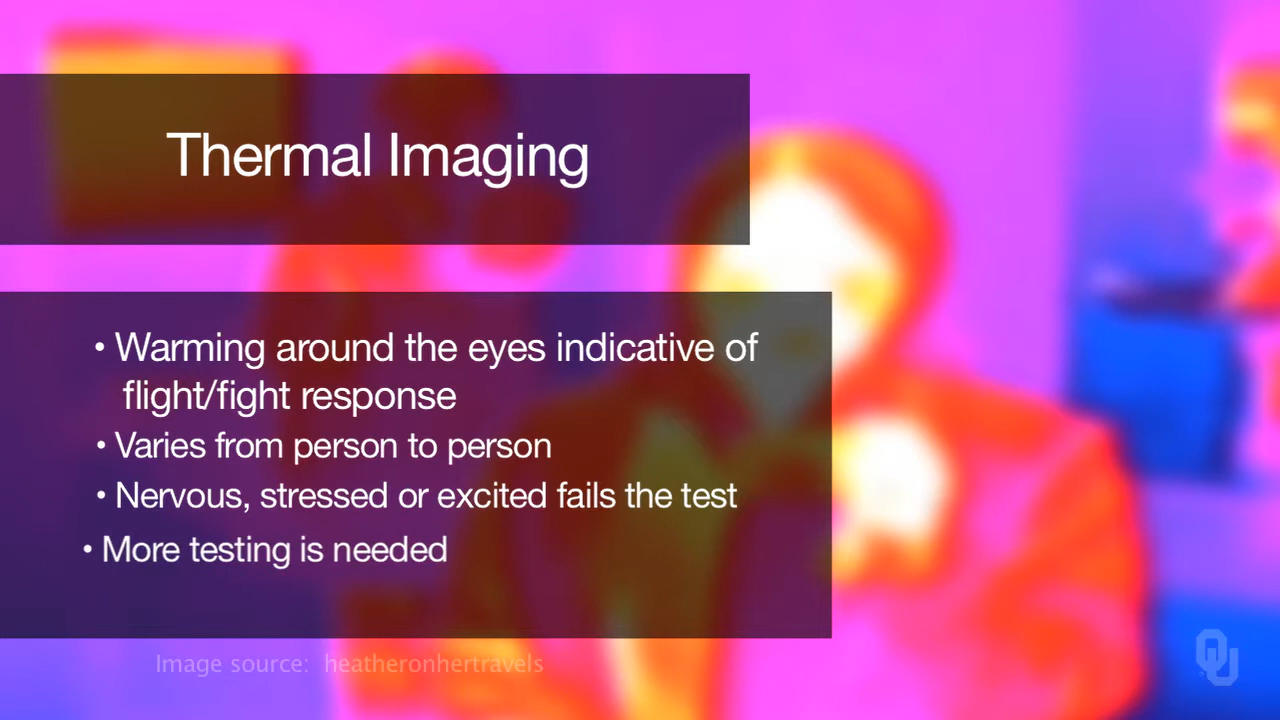 Thermal Imaging
• Warming around the eyes indicative of
flight/fight response
• Varies from person to person
• Nervous, stressed or excited fails the test
• More testing is needed
Image source: heatheronhertravels
OU